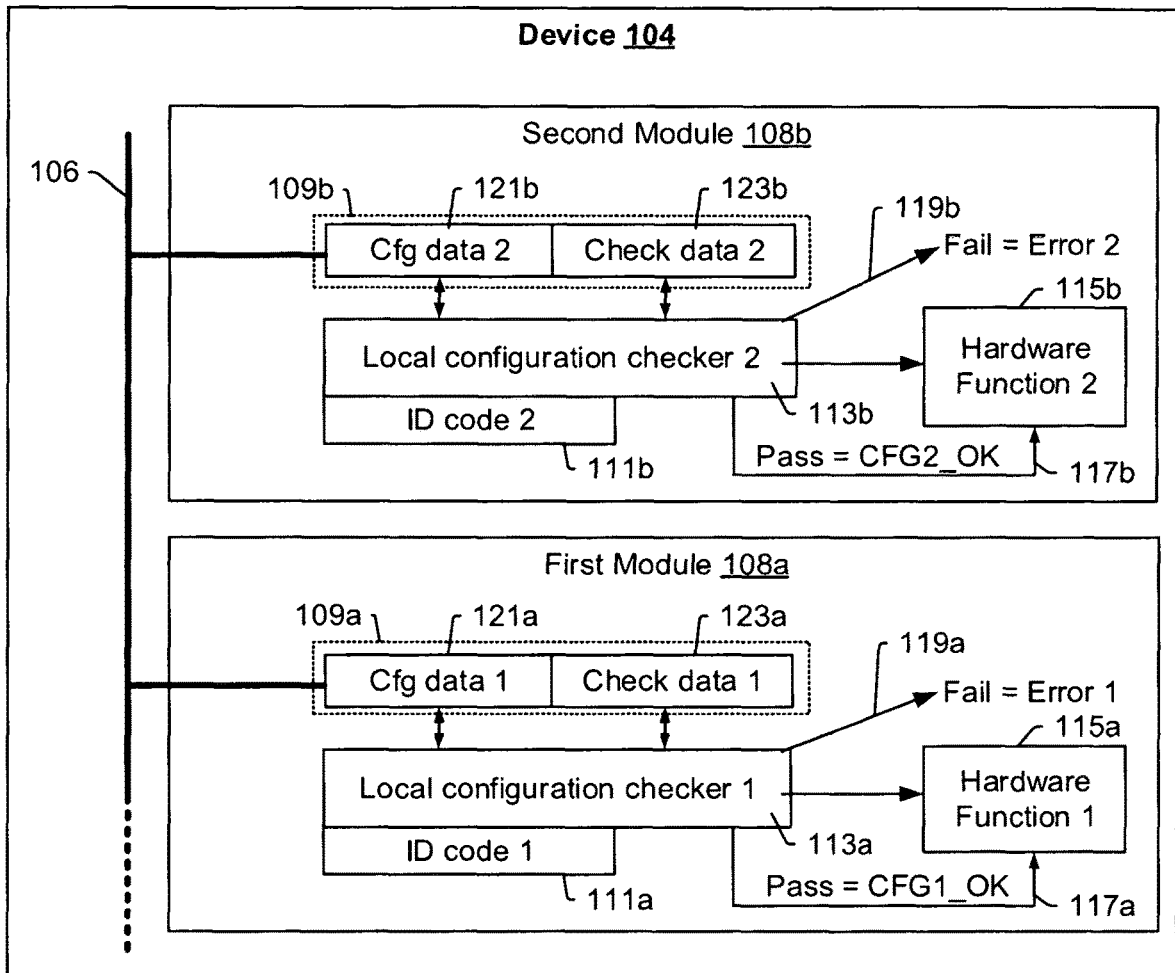 Device 104
Second Module 108b
106
109b
121b
123b
119b
Cfg data 2
Check data 2
Fail = Error 2
115b
Local configuration checker 2
Hardware
Function 2
ID code 2
113b
111b
Pass = CFG2_OK
117b
First Module 108a
109a
121a
123a
119a
Cfg data 1
Check data 1
Fail = Error 1
115a
Local configuration checker 1
Hardware
Function 1
ID code 1
113a
111a
Pass = CFG1_OK
117a